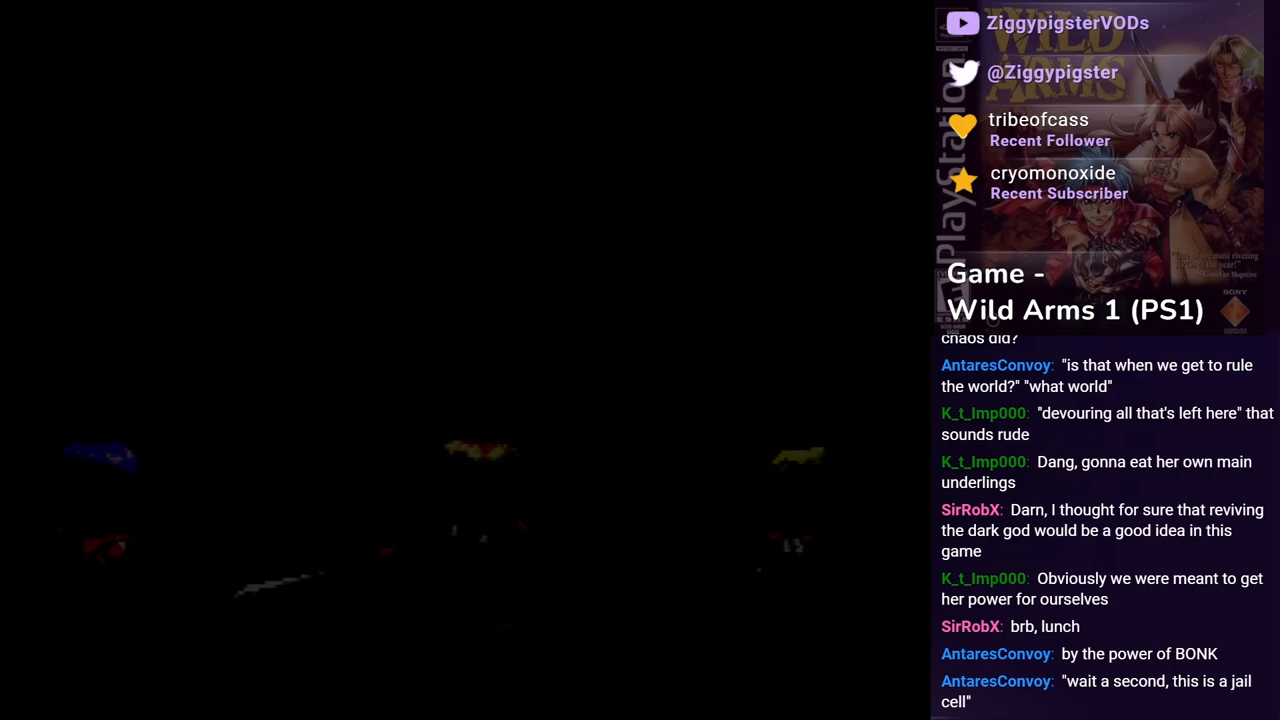 ZiggypigsterVODs
@Ziggypigster
tribeofcass
Recent Follower
cryomonoxide
Recent Subscriber
WILD
ARMS
PlayStation
Game -
Wild Arms 1 (PS1)
SONY
chaos did?
AntaresConvoy: "is that when we get to rule
the world?" "what world"
K_t_Imp000: "devouring all that's left here" that
sounds rude
K_t_Imp000: Dang, gonna eat her own main
underlings
SirRobX: Darn, I thought for sure that reviving
the dark god would be a good idea in this
game
K_t_Imp000: Obviously we were meant to get
her power for ourselves
SirRobX: brb, lunch
AntaresConvoy: by the power of BONK
AntaresConvoy: "wait a second, this is a jail
cell"